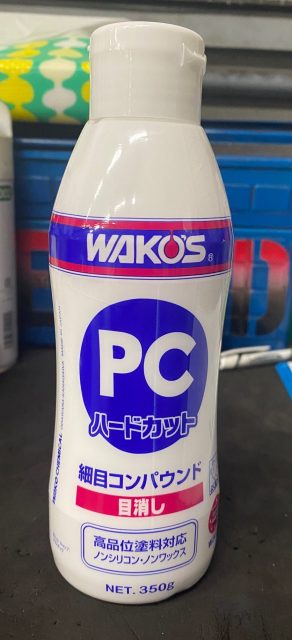 WAKO'S®
PC
ハードカット
細目コンパウンド
目消し
高品位塗料対応
ノンシリコン・ノンワックス
NET. 350g